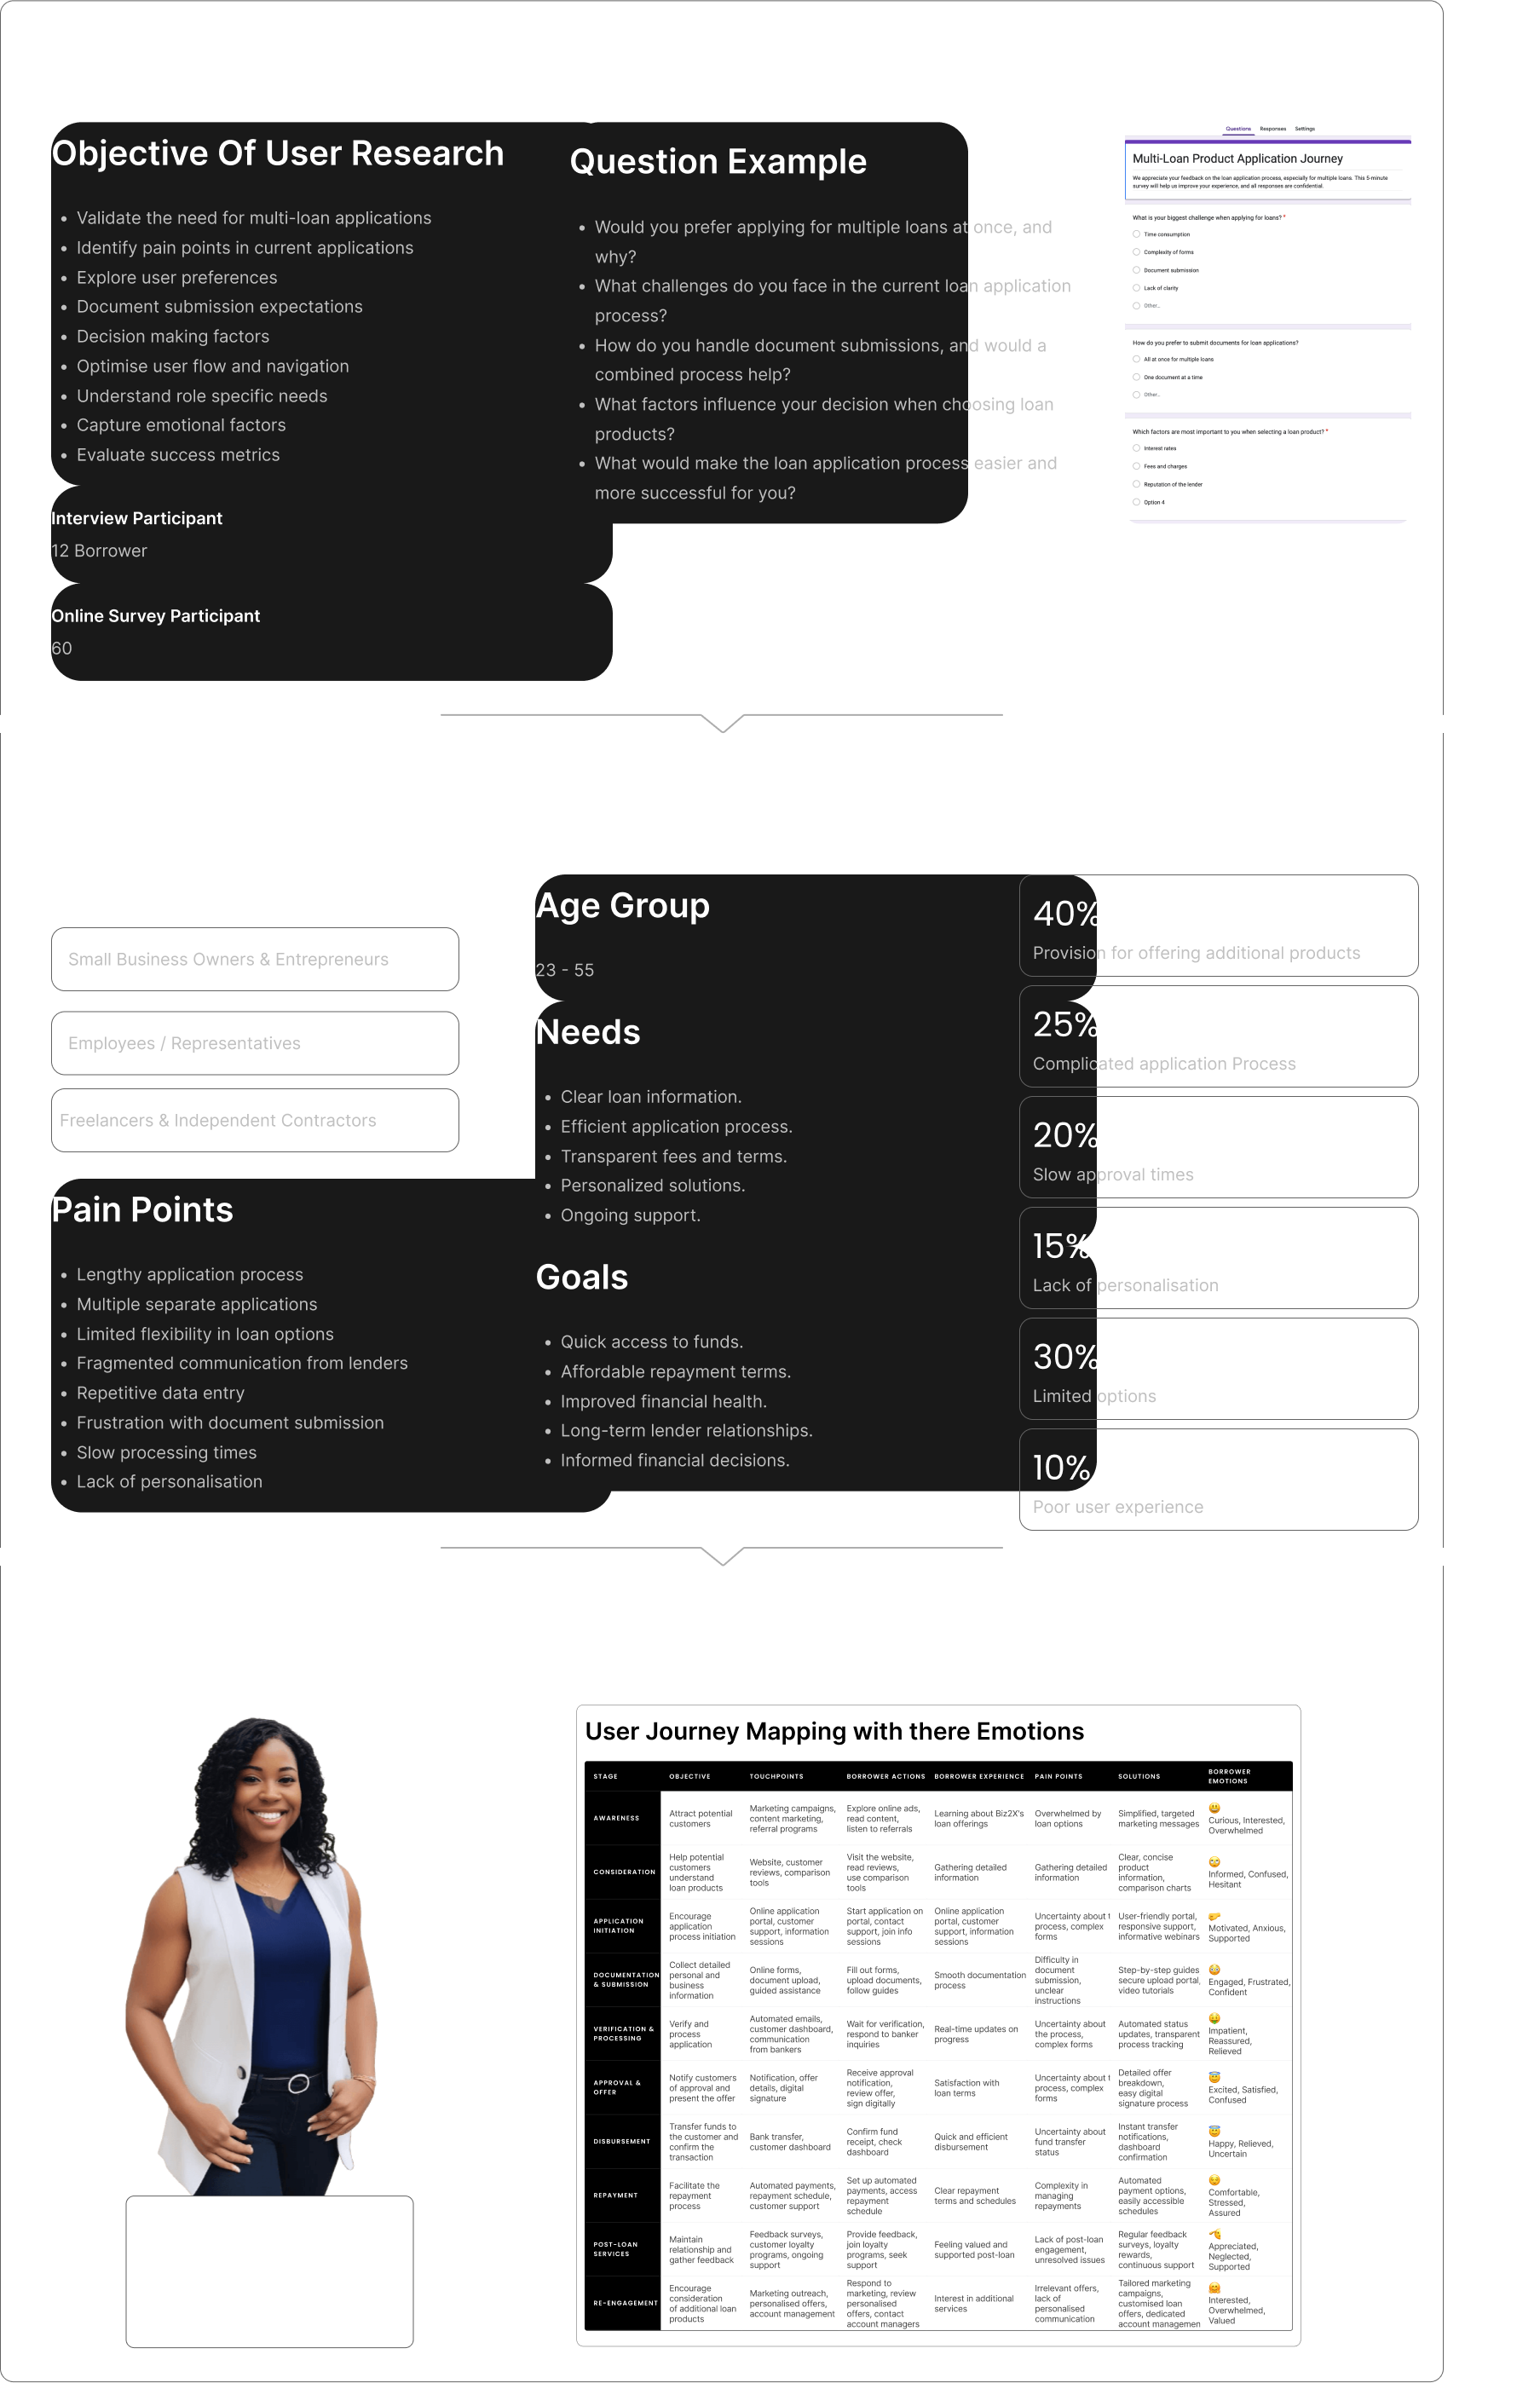 Objective Of User Research
Validate the need for multi-loan applications
Identify pain points in current applications
Explore user preferences
Document submission expectations
Decision making factors
Optimise user flow and navigation
Understand role specific needs
Capture emotional factors
Evaluate success metrics
Interview Participant
12 Borrower
Online Survey Participant
60
Question Example
Would you prefer applying for multiple loans at once, and
why?
What challenges do you face in the current loan application
process?
How do you handle document submissions, and would a
combined process help?
What factors influence your decision when choosing loan
products?
What would make the loan application process easier and
more successful for you?
Questions Responses Settings
Multi-Loan Product Application Journey
We appreciate your feedback on the loan application process, especially for multiple loans. This 5-minute
survey will help us improve your experience, and all responses are confidential.
What is your biggest challenge when applying for loans? *
Time consumption
Complexity of forms
Document submission
Lack of clarity
Other..
How do you prefer to submit documents for loan applications?
All at once for multiple loans
One document at a time
Other..
Which factors are most important to you when selecting a loan product? *
Interest rates
Fees and charges
Reputation of the lender
Option 4
Small Business Owners & Entrepreneurs
Employees / Representatives
Freelancers & Independent Contractors
Pain Points
Lengthy application process
Multiple separate applications
Limited flexibility in loan options
Fragmented communication from lenders
Repetitive data entry
Frustration with document submission
Slow processing times
Lack of personalisation
Age Group
23 - 55
Needs
Clear loan information.
Efficient application process.
Transparent fees and terms.
Personalized solutions.
Ongoing support.
Goals
Quick access to funds.
Affordable repayment terms.
Improved financial health.
Long-term lender relationships.
Informed financial decisions.
40%
Provision for offering additional products
25%
Complicated application Process
20%
Slow approval times
15%
Lack of personalisation
30%
Limited options
10%
Poor user experience
User Journey Mapping with there Emotions
STAGE
OBJECTIVE
TOUCHPOINTS
BORROWER ACTIONS
BORROWER EXPERIENCE
PAIN POINTS
SOLUTIONS
BORROWER
EMOTIONS
AWARENESS
Attract potential
customers
Marketing campaigns,
content marketing,
referral programs
Explore online ads,
read content,
listen to referrals
Learning about Biz2X's
loan offerings
Overwhelmed by
loan options
Simplified, targeted
marketing messages
Curious, Interested,
Overwhelmed
CONSIDERATION
Help potential
customers
understand
loan products
Website, customer
reviews, comparison
tools
Visit the website,
read reviews,
use comparison
tools
Gathering detailed
information
Gathering detailed
information
Clear, concise
product
information,
comparison charts
Informed, Confused,
Hesitant
APPLICATION
INITIATION
Encourage
application
process initiation
Online application
portal, customer
support, information
sessions
Start application on
portal, contact
support, join info
sessions
Online application
portal, customer
support, information
sessions
Uncertainty about t
process, complex
forms
User-friendly portal,
responsive support,
informative webinars
Motivated, Anxious,
Supported
DOCUMENTATION
& SUBMISSION
Collect detailed
personal and
business
information
Online forms,
document upload,
guided assistance
Fill out forms,
upload documents,
follow guides
Smooth documentation
process
Difficulty in
document
submission,
unclear
instructions
Step-by-step guides
secure upload portal,
video tutorials
Engaged, Frustrated,
Confident
VERIFICATION &
PROCESSING
Verify and
process
application
Automated emails,
customer dashboard,
communication
from bankers
Wait for verification,
respond to banker
inquiries
Real-time updates on
progress
Uncertainty about
the process,
complex forms
Automated status
updates, transparent
process tracking
Impatient,
Reassured,
Relieved
APPROVAL &
OFFER
Notify customers
of approval and
present the offer
Notification, offer
details, digital
signature
Receive approval
notification,
review offer,
sign digitally
Satisfaction with
loan terms
Uncertainty about t
process, complex
forms
Detailed offer
breakdown,
easy digital
signature process
Excited, Satisfied,
Confused
DISBURSEMENT
Transfer funds to
the customer and
confirm the
transaction
Bank transfer,
customer dashboard
Confirm fund
receipt, check
dashboard
Quick and efficient
disbursement
Uncertainty about
fund transfer
status
Instant transfer
notifications,
dashboard
confirmation
Happy, Relieved,
Uncertain
REPAYMENT
Facilitate the
repayment
process
Automated payments,
repayment schedule,
customer support
Set up automated
payments, access
repayment
schedule
Clear repayment
terms and schedules
Complexity in
managing
repayments
Automated
payment options,
easily accessible
schedules
Comfortable,
Stressed,
Assured
POST-LOAN
SERVICES
Maintain
relationship and
gather feedback
Feedback surveys,
customer loyalty
programs, ongoing
support
Provide feedback,
join loyalty
programs, seek
support
Feeling valued and
supported post-loan
Lack of post-loan
engagement,
unresolved issues
Regular feedback
surveys, loyalty
rewards,
continuous support
Appreciated,
Neglected,
Supported
RE-ENGAGEMENT
Encourage
consideration
of additional loan
products
Marketing outreach,
personalised offers,
account management
Respond to
marketing, review
personalised
offers, contact
account managers
Interest in additional
services
Irrelevant offers,
lack of
personalised
communication
Tailored marketing
campaigns,
customised loan
offers, dedicated
account managemen
Interested,
Overwhelmed,
Valued